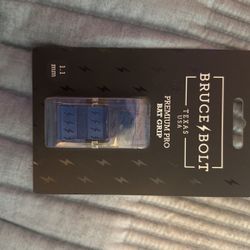 BRUCE BOLT
TEXAS
USA
PREMIUM PRO
BAT GRIP
1.1
mm